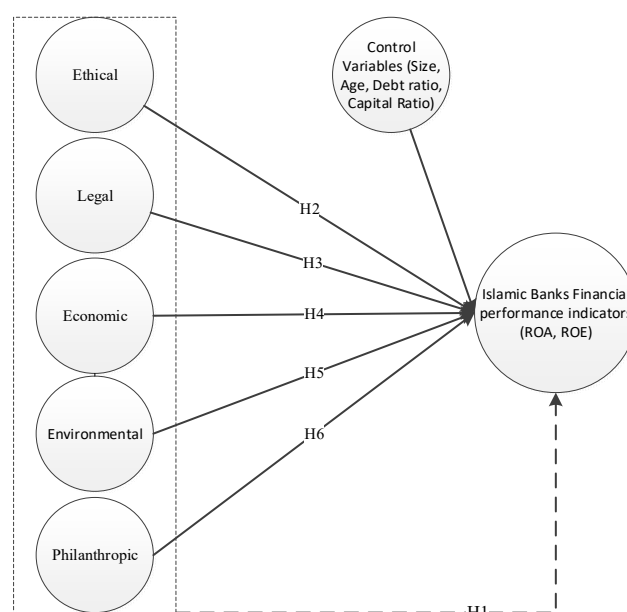 Ethical
Control
Variables (Size,
Age, Debt ratio,
Capital Ratio)
Legal
H2
H3
Islamic Banks Financial
performance indicators
(ROA, ROE)
Economic
H4
H5
Environmental
H6
Philanthropic
H1